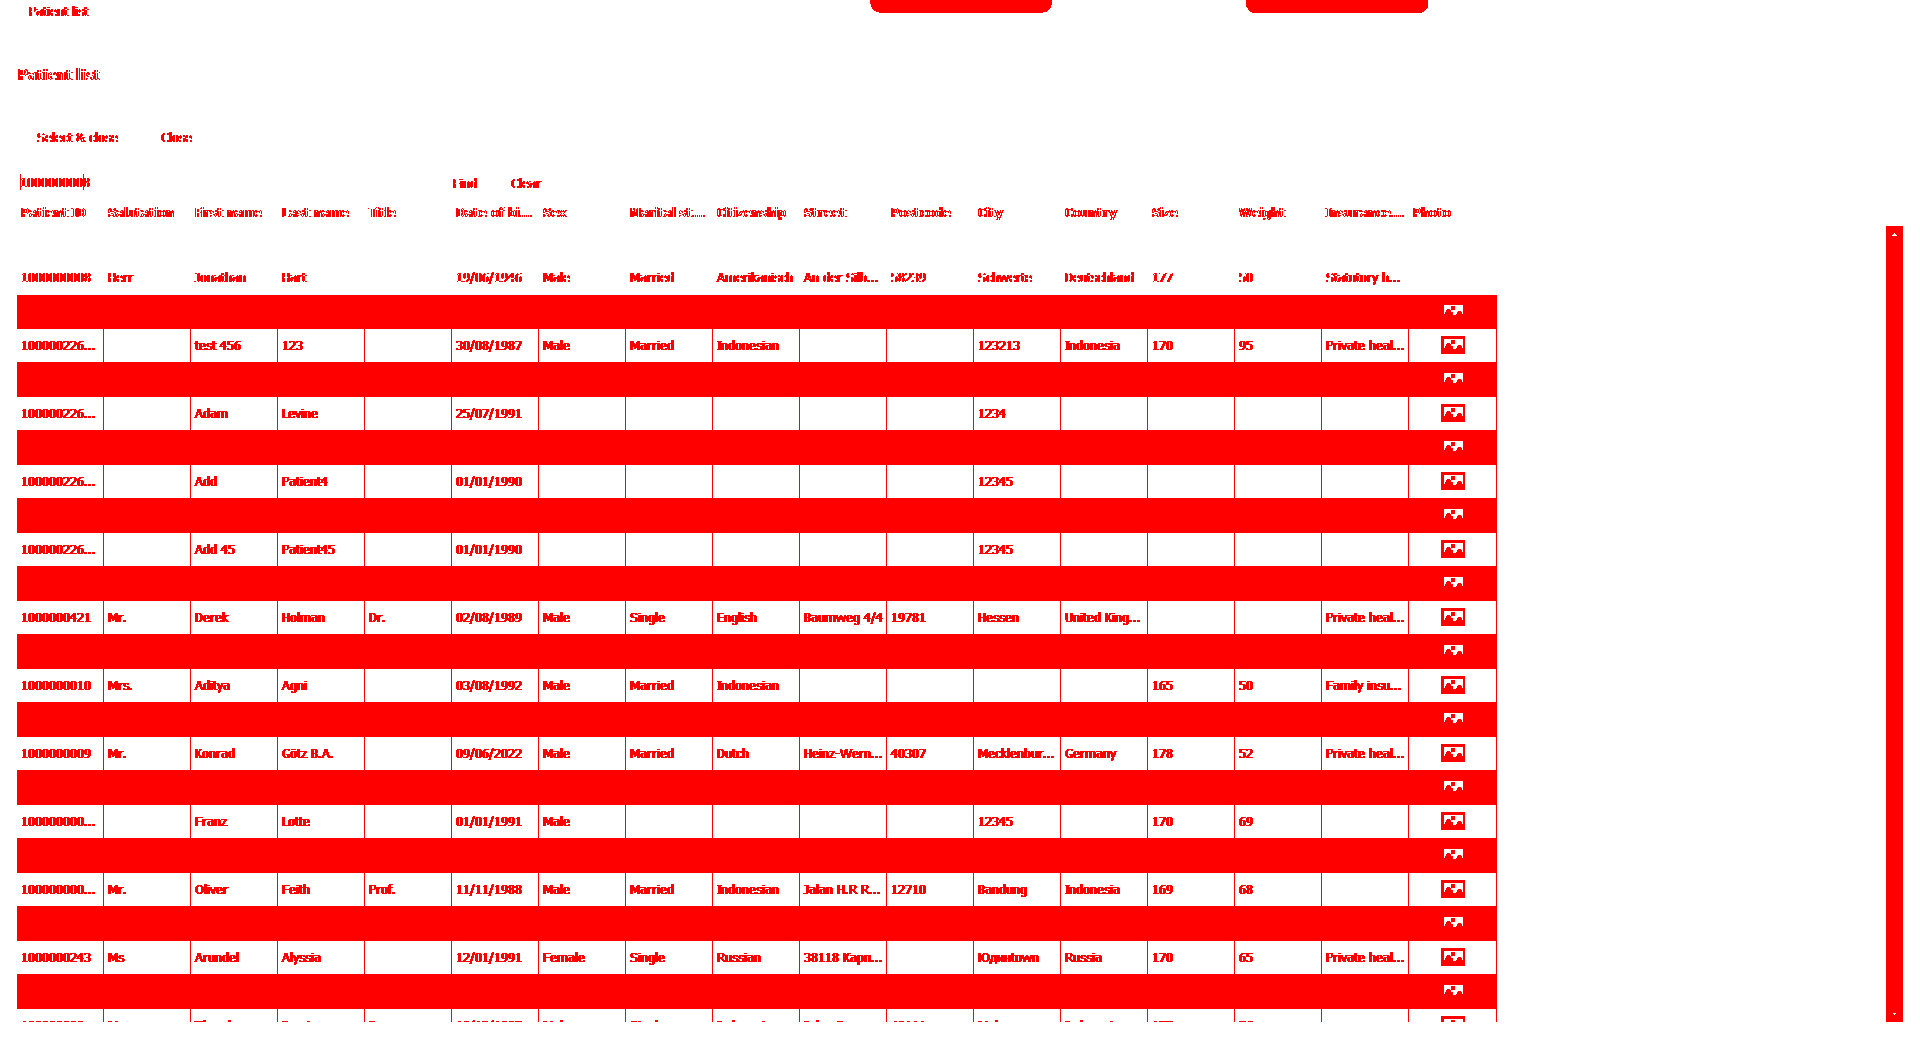 Patient list
Patient list
Select & close Close
1000000008 Find Clear
Patient ID Salutation First name Last name Title Date of bi... Sex Marital st... Citizenship Street Postcode City Country Size Weight Insurance... Photo
1000000008 Herr Jonathan Hart 19/06/1946 Male Married Amerikanisch An der Silb... 58239 Schwerte Deutschland 177 50 Statutory h...
100000226... test 456 123 30/08/1987 Male Married Indonesian 123213 Indonesia 170 95 Private heal...
100000226... Adam Levine 25/07/1991 1234
100000226... Add Patient4 01/01/1990 12345
100000226... Add 45 Patient45 01/01/1990 12345
1000000421 Mr. Derek Holman Dr. 02/08/1989 Male Single English Baumweg 4/4 19781 Hessen United King... Private heal...
1000000010 Mrs. Aditya Agni 03/08/1992 Male Married Indonesian 165 50 Family insu...
1000000009 Mr. Konrad Götz B.A. 09/06/2022 Male Married Dutch Heinz-Wern... 40307 Mecklenbur... Germany 178 52 Private heal...
100000000... Franz Lotte 01/01/1991 Male 12345 170 69
100000000... Mr. Oliver Feith Prof. 11/11/1988 Male Married Indonesian Jalan H.R R... 12710 Bandung Indonesia 169 68
1000000243 Ms Arundel Alyssia 12/01/1991 Female Single Russian 38118 Карл... Russia 170 65 Private heal...